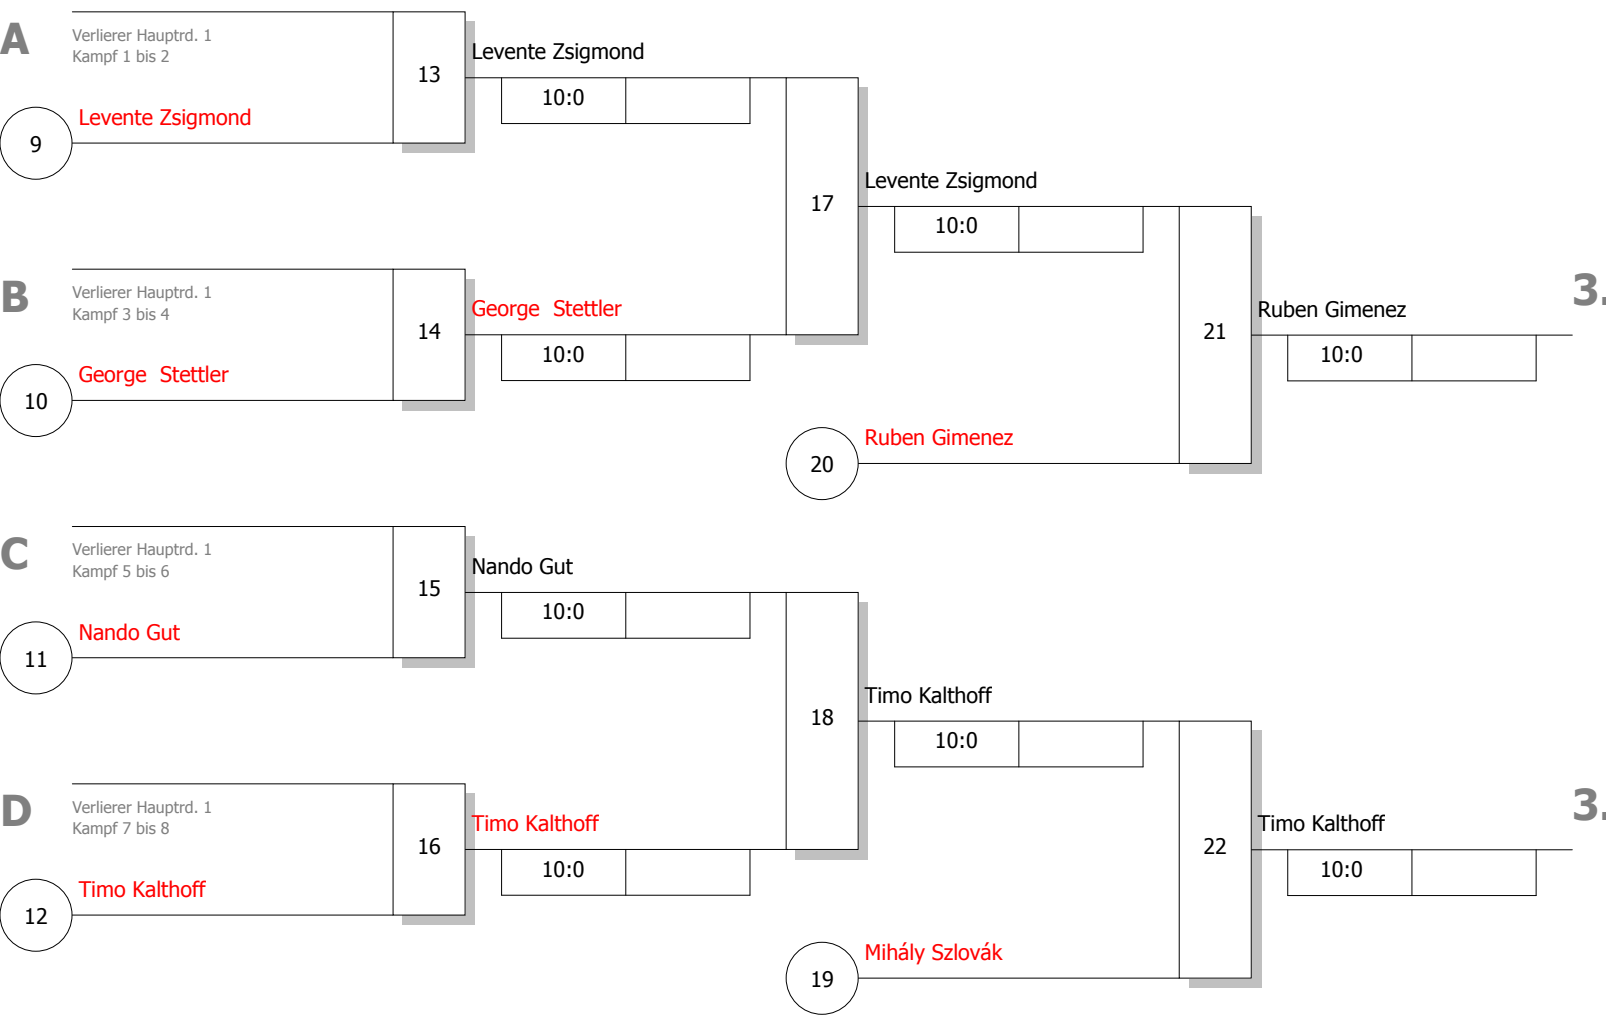 A
Verlierer Hauptrd. 1
Kampf 1 bis 2
13
Levente Zsigmond
10:0
9
Levente Zsigmond
17
Levente Zsigmond
10:0
B
Verlierer Hauptrd. 1
Kampf 3 bis 4
14
George  Stettler
10:0
10
George  Stettler
21
Ruben Gimenez
10:0
3.
20
Ruben Gimenez
C
Verlierer Hauptrd. 1
Kampf 5 bis 6
15
Nando Gut
10:0
11
Nando Gut
18
Timo Kalthoff
10:0
D
Verlierer Hauptrd. 1
Kampf 7 bis 8
16
Timo Kalthoff
10:0
12
Timo Kalthoff
22
Timo Kalthoff
10:0
3.
19
Mihály Szlovák